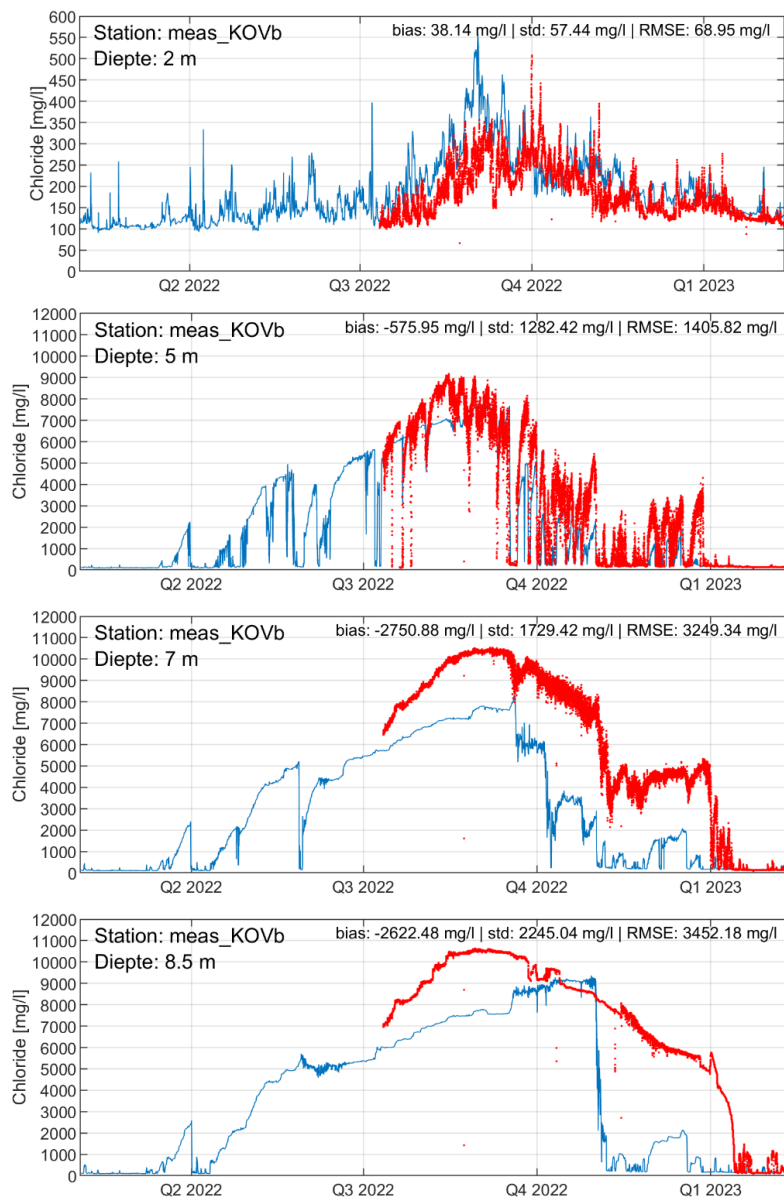 600
Station: meas_KOVb
bias: 38.14 mg/l | std: 57.44 mg/l | RMSE: 68.95 mg/l
550
Diepte: 2 m
500
450
400
350
300
250
200
150
100
50
0
Chloride [mg/l]
Q2 2022
Q3 2022
Q4 2022
Q1 2023
12000
Station: meas_KOVb
bias: -575.95 mg/l | std: 1282.42 mg/l | RMSE: 1405.82 mg/l
11000
Diepte: 5 m
10000
9000
8000
7000
6000
5000
4000
3000
2000
1000
0
Chloride [mg/l]
Q2 2022
Q3 2022
Q4 2022
Q1 2023
12000
Station: meas_KOVb
bias: -2750.88 mg/l | std: 1729.42 mg/l | RMSE: 3249.34 mg/l
11000
Diepte: 7 m
10000
9000
8000
7000
6000
5000
4000
3000
2000
1000
0
Chloride [mg/l]
Q2 2022
Q3 2022
Q4 2022
Q1 2023
12000
Station: meas_KOVb
bias: -2622.48 mg/l | std: 2245.04 mg/l | RMSE: 3452.18 mg/l
11000
Diepte: 8.5 m
10000
9000
8000
7000
6000
5000
4000
3000
2000
1000
0
Chloride [mg/l]
Q2 2022
Q3 2022
Q4 2022
Q1 2023